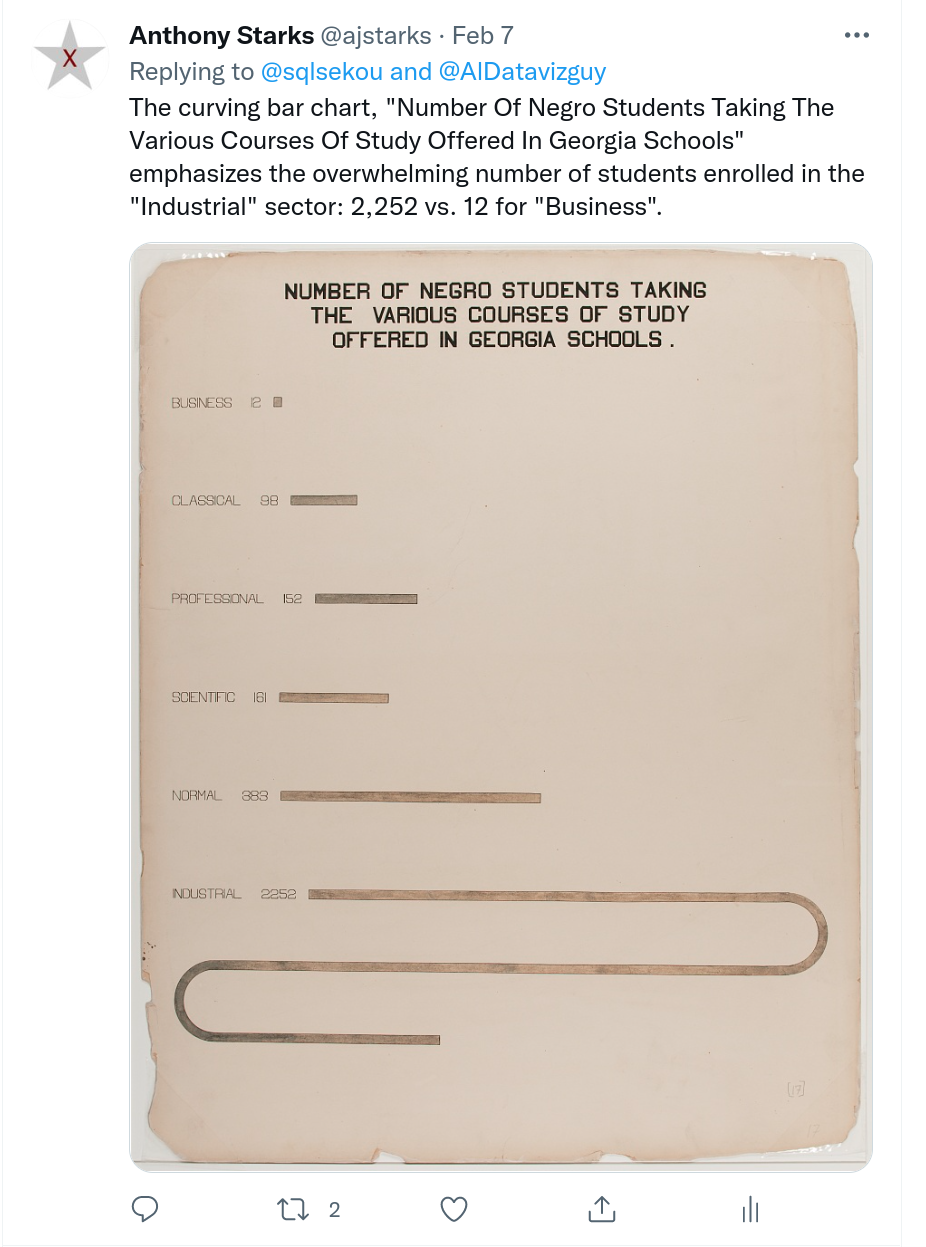 Anthony Starks @ajstarks · Feb 7
X
Replying to @sqlsekou and @AlDatavizguy
The curving bar chart, "Number Of Negro Students Taking The
Various Courses Of Study Offered In Georgia Schools"
emphasizes the overwhelming number of students enrolled in the
"Industrial" sector: 2,252 vs. 12 for "Business".
NUMBER OF NEGRO STUDENTS TAKING
THE VARIOUS COURSES OF STUDY
OFFERED IN GEORGIA SCHOOLS .
BUSINESS 12
CLASSICAL 98
PROFESSIONAL 152
SCIENTIFIC 161
NORMAL 383
INDUSTRIAL 2252
[17]
17
2